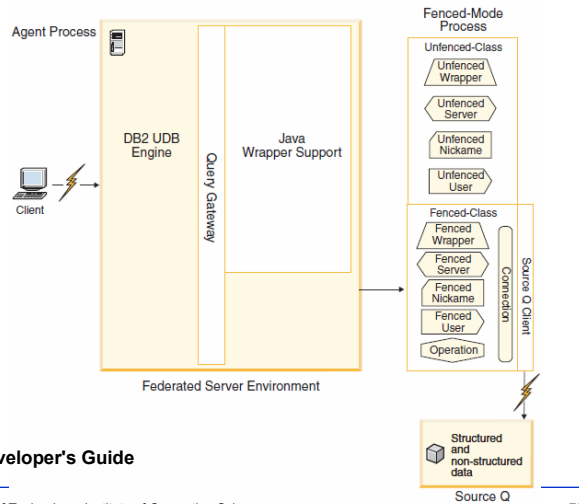 Agent Process
Fenced-Mode
Process
Unfenced-Class
Unfenced
Wrapper
Unfenced
Server
Unfenced
Nickame
Unfenced
User
DB2 UDB
Engine
Query Gateway
Java
Wrapper Support
Client
Fenced-Class
Fenced
Wrapper
Fenced
Server
Fenced
Nickame
Fenced
User
Operation
Connection
Source Q Client
Federated Server Environment
Structured
and
non-structured
data
Source Q
veloper's Guide